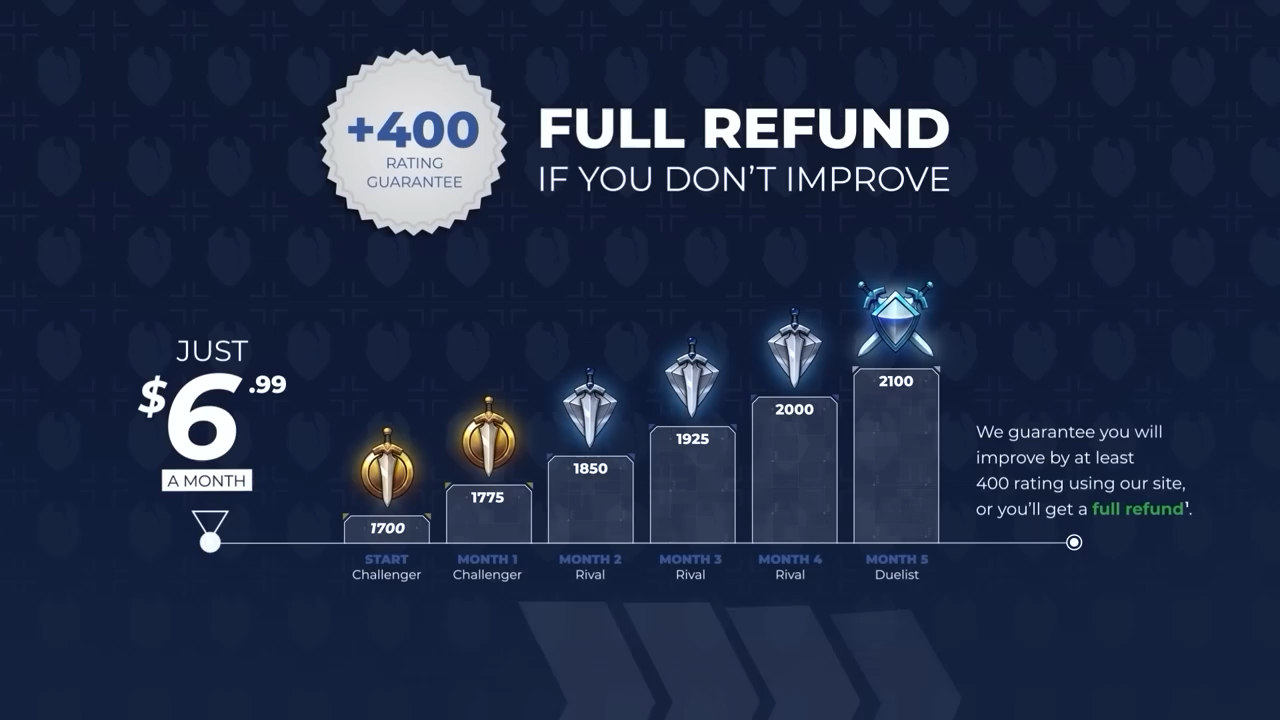 +400
RATING
GUARANTEE
FULL REFUND
IF YOU DON'T IMPROVE
JUST
$6.99
A MONTH
1700
1775
1850
1925
2000
2100
START
Challenger
MONTH 1
Challenger
MONTH 2
Rival
MONTH 3
Rival
MONTH 4
Rival
MONTH 5
Duelist
We guarantee you will
improve by at least
400 rating using our site,
or you'll get a full refund¹.